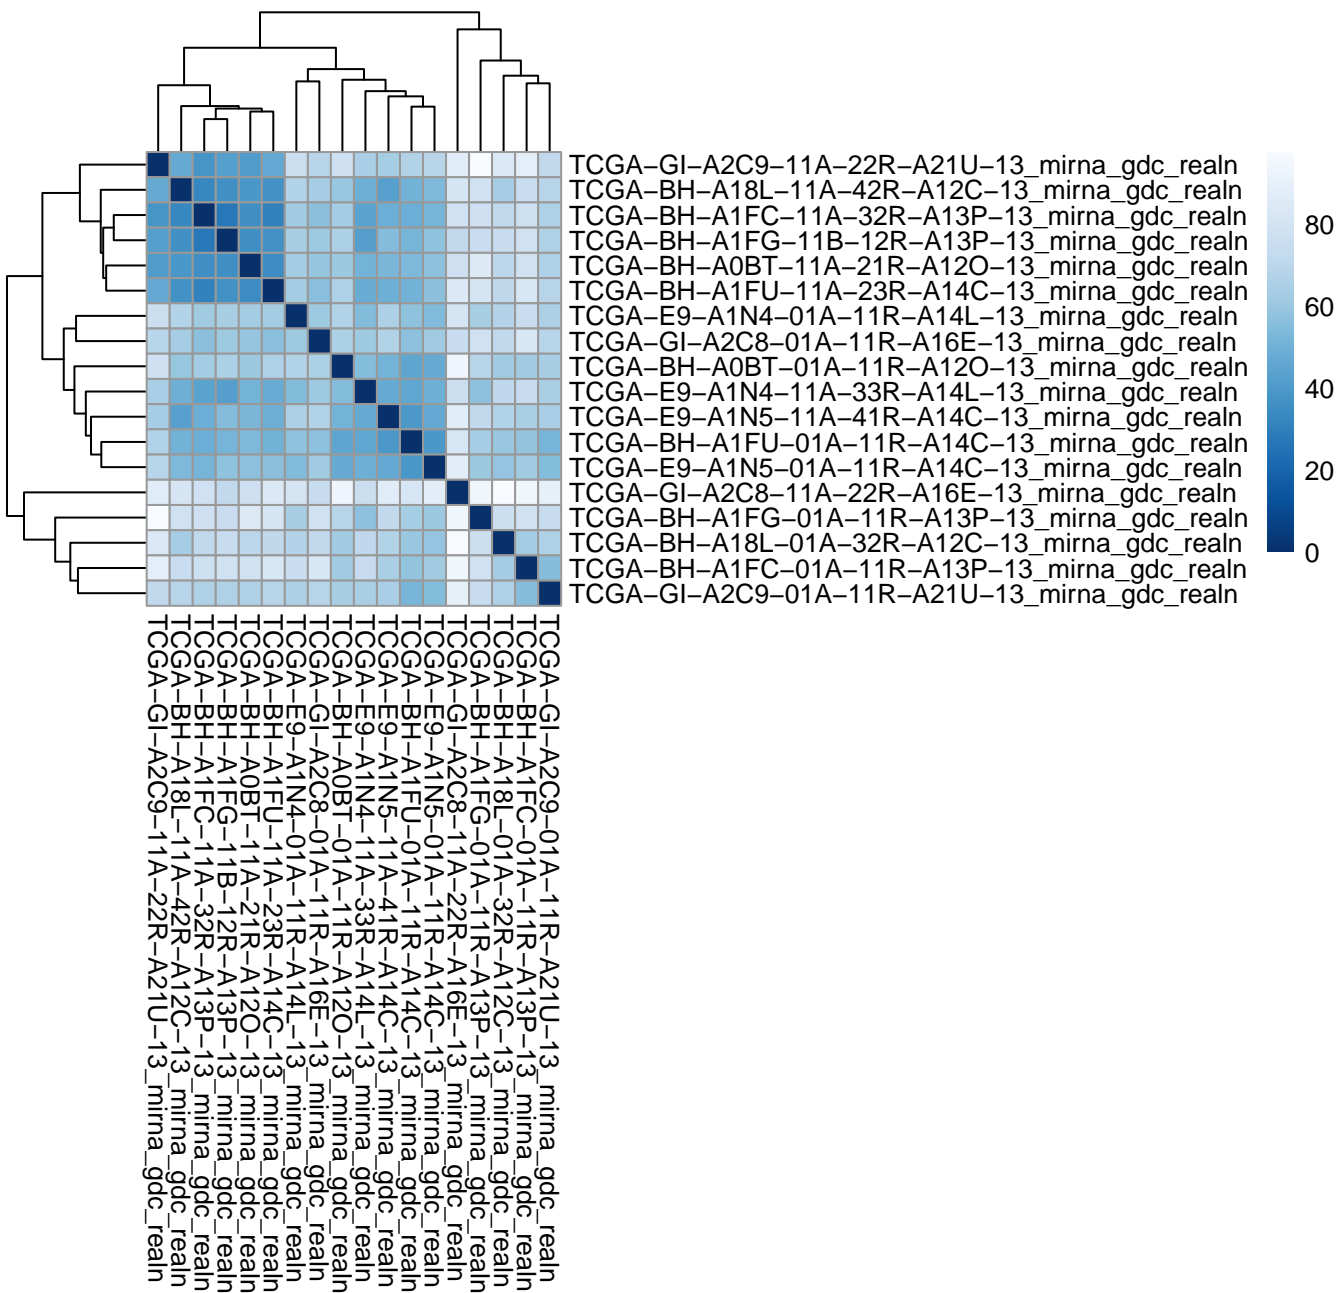 TCGA−GI−A2C9−11A−22R−A21U−13_mirna_gdc_realn
TCGA−BH−A18L−11A−42R−A12C−13_mirna_gdc_realn
TCGA−BH−A1FC−11A−32R−A13P−13_mirna_gdc_realn
TCGA−BH−A1FG−11B−12R−A13P−13_mirna_gdc_realn
TCGA−BH−A0BT−11A−21R−A12O−13_mirna_gdc_realn
TCGA−BH−A1FU−11A−23R−A14C−13_mirna_gdc_realn
TCGA−E9−A1N4−01A−11R−A14L−13_mirna_gdc_realn
TCGA−GI−A2C8−01A−11R−A16E−13_mirna_gdc_realn
TCGA−BH−A0BT−01A−11R−A12O−13_mirna_gdc_realn
TCGA−E9−A1N4−11A−33R−A14L−13_mirna_gdc_realn
TCGA−E9−A1N5−11A−41R−A14C−13_mirna_gdc_realn
TCGA−BH−A1FU−01A−11R−A14C−13_mirna_gdc_realn
TCGA−E9−A1N5−01A−11R−A14C−13_mirna_gdc_realn
TCGA−GI−A2C8−11A−22R−A16E−13_mirna_gdc_realn
TCGA−BH−A1FG−01A−11R−A13P−13_mirna_gdc_realn
TCGA−BH−A18L−01A−32R−A12C−13_mirna_gdc_realn
TCGA−BH−A1FC−01A−11R−A13P−13_mirna_gdc_realn
TCGA−GI−A2C9−01A−11R−A21U−13_mirna_gdc_realn
80
60
40
20
0
TCGA−GI−A2C9−11A−22R−A21U−13_mirna_gdc_realn
TCGA−BH−A18L−11A−42R−A12C−13_mirna_gdc_realn
TCGA−BH−A1FC−11A−32R−A13P−13_mirna_gdc_realn
TCGA−BH−A1FG−11B−12R−A13P−13_mirna_gdc_realn
TCGA−BH−A0BT−11A−21R−A12O−13_mirna_gdc_realn
TCGA−BH−A1FU−11A−23R−A14C−13_mirna_gdc_realn
TCGA−E9−A1N4−01A−11R−A14L−13_mirna_gdc_realn
TCGA−GI−A2C8−01A−11R−A16E−13_mirna_gdc_realn
TCGA−BH−A0BT−01A−11R−A12O−13_mirna_gdc_realn
TCGA−E9−A1N4−11A−33R−A14L−13_mirna_gdc_realn
TCGA−E9−A1N5−11A−41R−A14C−13_mirna_gdc_realn
TCGA−BH−A1FU−01A−11R−A14C−13_mirna_gdc_realn
TCGA−E9−A1N5−01A−11R−A14C−13_mirna_gdc_realn
TCGA−GI−A2C8−11A−22R−A16E−13_mirna_gdc_realn
TCGA−BH−A1FG−01A−11R−A13P−13_mirna_gdc_realn
TCGA−BH−A18L−01A−32R−A12C−13_mirna_gdc_realn
TCGA−BH−A1FC−01A−11R−A13P−13_mirna_gdc_realn
TCGA−GI−A2C9−01A−11R−A21U−13_mirna_gdc_realn